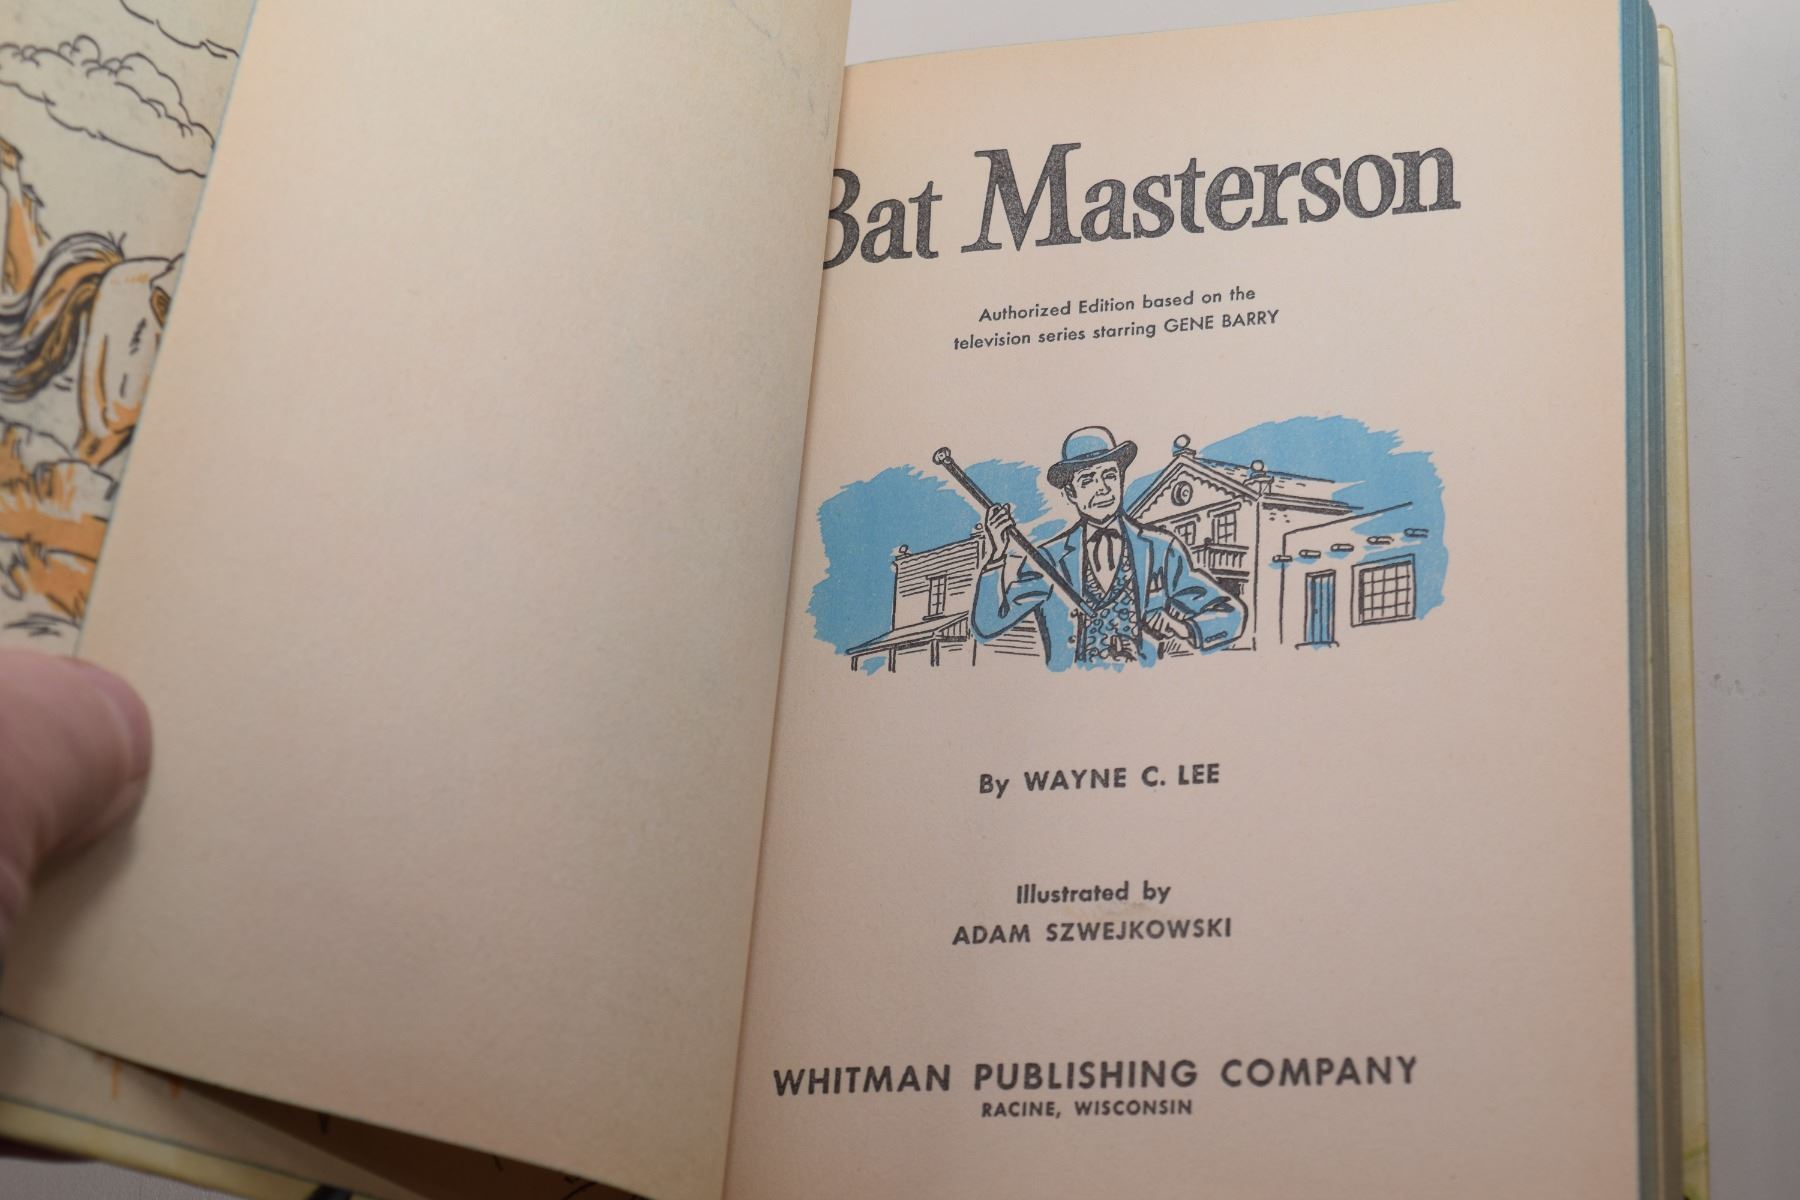 Bat Masterson
Authorized Edition based on the
television series starring GENE BARRY
By WAYNE C. LEE
Illustrated by
ADAM SZWEJKOWSKI
WHITMAN PUBLISHING COMPANY
RACINE, WISCONSIN